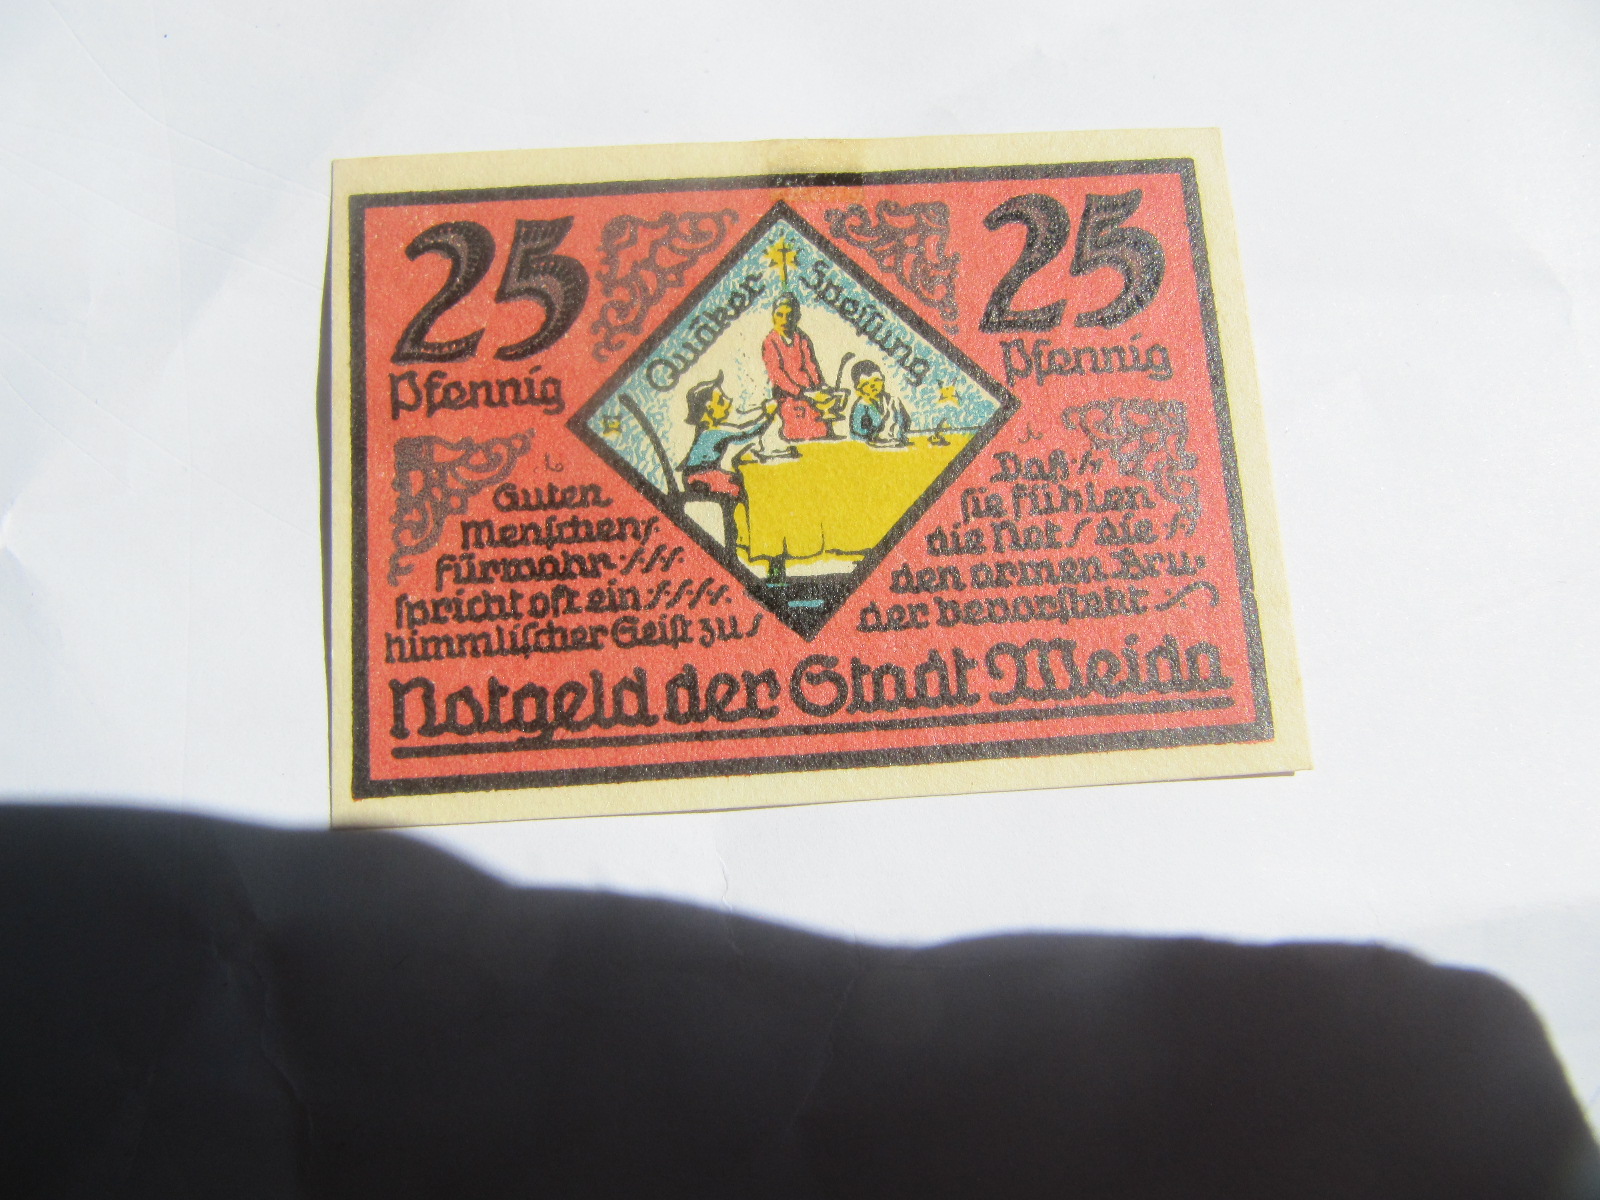 25
Pfennig
25
Pfennig
Quäker Speisung
Guten
Menschen
fürwahr
spricht oft ein
himmlischer Geist zu
Daß
sie fühlen
die Not / die
den armen Bru-
der bevorsteht
Notgeld der Stadt Weida